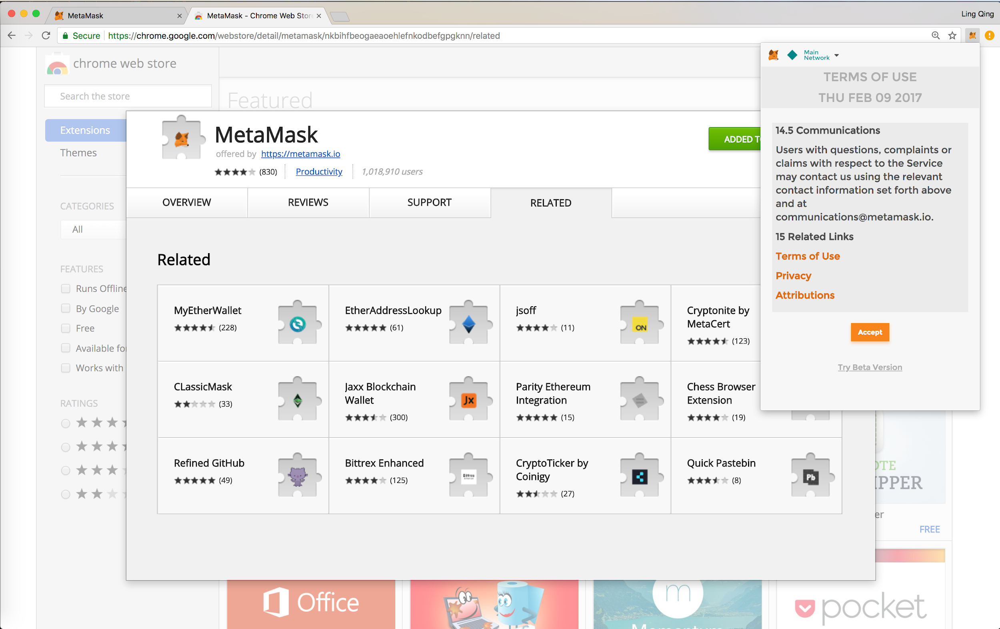 MetaMask
MetaMask - Chrome Web Store
Ling Qing
Secure
https://chrome.google.com/webstore/detail/metamask/nkbihfbeogaeaoehlefnkodbefgpgknn/related
chrome web store
Search the store
Extensions
Themes
CATEGORIES
All
FEATURES
Runs Offline
By Google
Free
Available for
Works with
RATINGS
Featured
MetaMask
offered by https://metamask.io
(830)
Productivity
1,018,910 users
ADDED TO
OVERVIEW
REVIEWS
SUPPORT
RELATED
Related
MyEtherWallet
(228)
EtherAddressLookup
(61)
jsoff
(11)
ON
Cryptonite by
MetaCert
(123)
CLassicMask
(33)
Jaxx Blockchain
Wallet
(300)
Jx
Parity Ethereum
Integration
(15)
Chess Browser
Extension
(19)
Refined GitHub
(49)
Bittrex Enhanced
(125)
Bittrex
CryptoTicker by
Coinigy
(27)
Quick Pastebin
(8)
Pb
Main
Network
TERMS OF USE
THU FEB 09 2017
14.5 Communications
Users with questions, complaints or
claims with respect to the Service
may contact us using the relevant
contact information set forth above
and at
communications@metamask.io.
15 Related Links
Terms of Use
Privacy
Attributions
Accept
Try Beta Version
OTE
IPPER
er
FREE
Office
m
Momentum
pocket